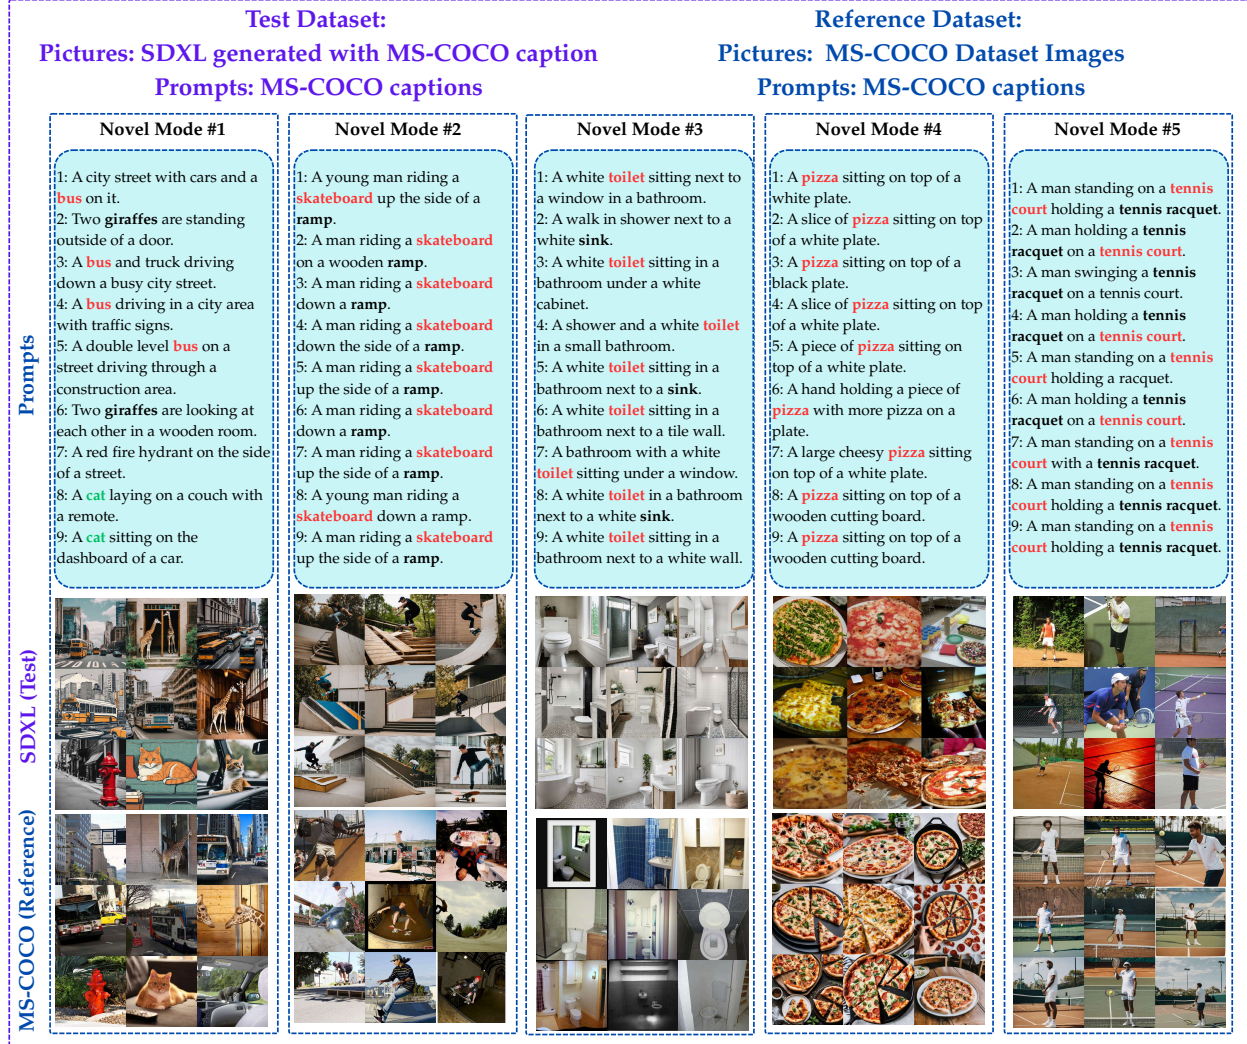 Test Dataset:
Pictures: SDXL generated with MS-COCO caption
Prompts: MS-COCO captions
Reference Dataset:
Pictures: MS-COCO Dataset Images
Prompts: MS-COCO captions
Prompts
SDXL (Test)
MS-COCO (Reference)
Novel Mode #1
1: A city street with cars and a
bus on it.
2: Two giraffes are standing
outside of a door.
3: A bus and truck driving
down a busy city street.
4: A bus driving in a city area
with traffic signs.
5: A double level bus on a
street driving through a
construction area.
6: Two giraffes are looking at
each other in a wooden room.
7: A red fire hydrant on the side
of a street.
8: A cat laying on a couch with
a remote.
9: A cat sitting on the
dashboard of a car.
Novel Mode #2
1: A young man riding a
skateboard up the side of a
ramp.
2: A man riding a skateboard
on a wooden ramp.
3: A man riding a skateboard
down a ramp.
4: A man riding a skateboard
down the side of a ramp.
5: A man riding a skateboard
up the side of a ramp.
6: A man riding a skateboard
down a ramp.
7: A man riding a skateboard
up the side of a ramp.
8: A young man riding a
skateboard down a ramp.
9: A man riding a skateboard
up the side of a ramp.
Novel Mode #3
1: A white toilet sitting next to
a window in a bathroom.
2: A walk in shower next to a
white sink.
3: A white toilet sitting in a
bathroom under a white
cabinet.
4: A shower and a white toilet
in a small bathroom.
5: A white toilet sitting in a
bathroom next to a sink.
6: A white toilet sitting in a
bathroom next to a tile wall.
7: A bathroom with a white
toilet sitting under a window.
8: A white toilet in a bathroom
next to a white sink.
9: A white toilet sitting in a
bathroom next to a white wall.
Novel Mode #4
1: A pizza sitting on top of a
white plate.
2: A slice of pizza sitting on top
of a white plate.
3: A pizza sitting on top of a
black plate.
4: A slice of pizza sitting on top
of a white plate.
5: A piece of pizza sitting on
top of a white plate.
6: A hand holding a piece of
pizza with more pizza on a
plate.
7: A large cheesy pizza sitting
on top of a white plate.
8: A pizza sitting on top of a
wooden cutting board.
9: A pizza sitting on top of a
wooden cutting board.
Novel Mode #5
1: A man standing on a tennis
court holding a tennis racquet.
2: A man holding a tennis
racquet on a tennis court.
3: A man swinging a tennis
racquet on a tennis court.
4: A man holding a tennis
racquet on a tennis court.
5: A man standing on a tennis
court holding a racquet.
6: A man holding a tennis
racquet on a tennis court.
7: A man standing on a tennis
court with a tennis racquet.
8: A man standing on a tennis
court holding a tennis racquet.
9: A man standing on a tennis
court holding a tennis racquet.